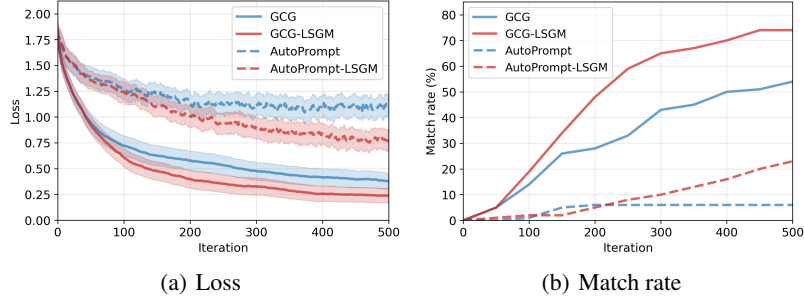 2.00
1.75
1.50
1.25
1.00
0.75
0.50
0.25
0.00
Loss
0 100 200 300 400 500
Iteration
GCG
GCG-LSGM
AutoPrompt
AutoPrompt-LSGM
(a) Loss
80
70
60
50
40
30
20
10
0
Match rate (%)
0 100 200 300 400 500
Iteration
GCG
GCG-LSGM
AutoPrompt
AutoPrompt-LSGM
(b) Match rate